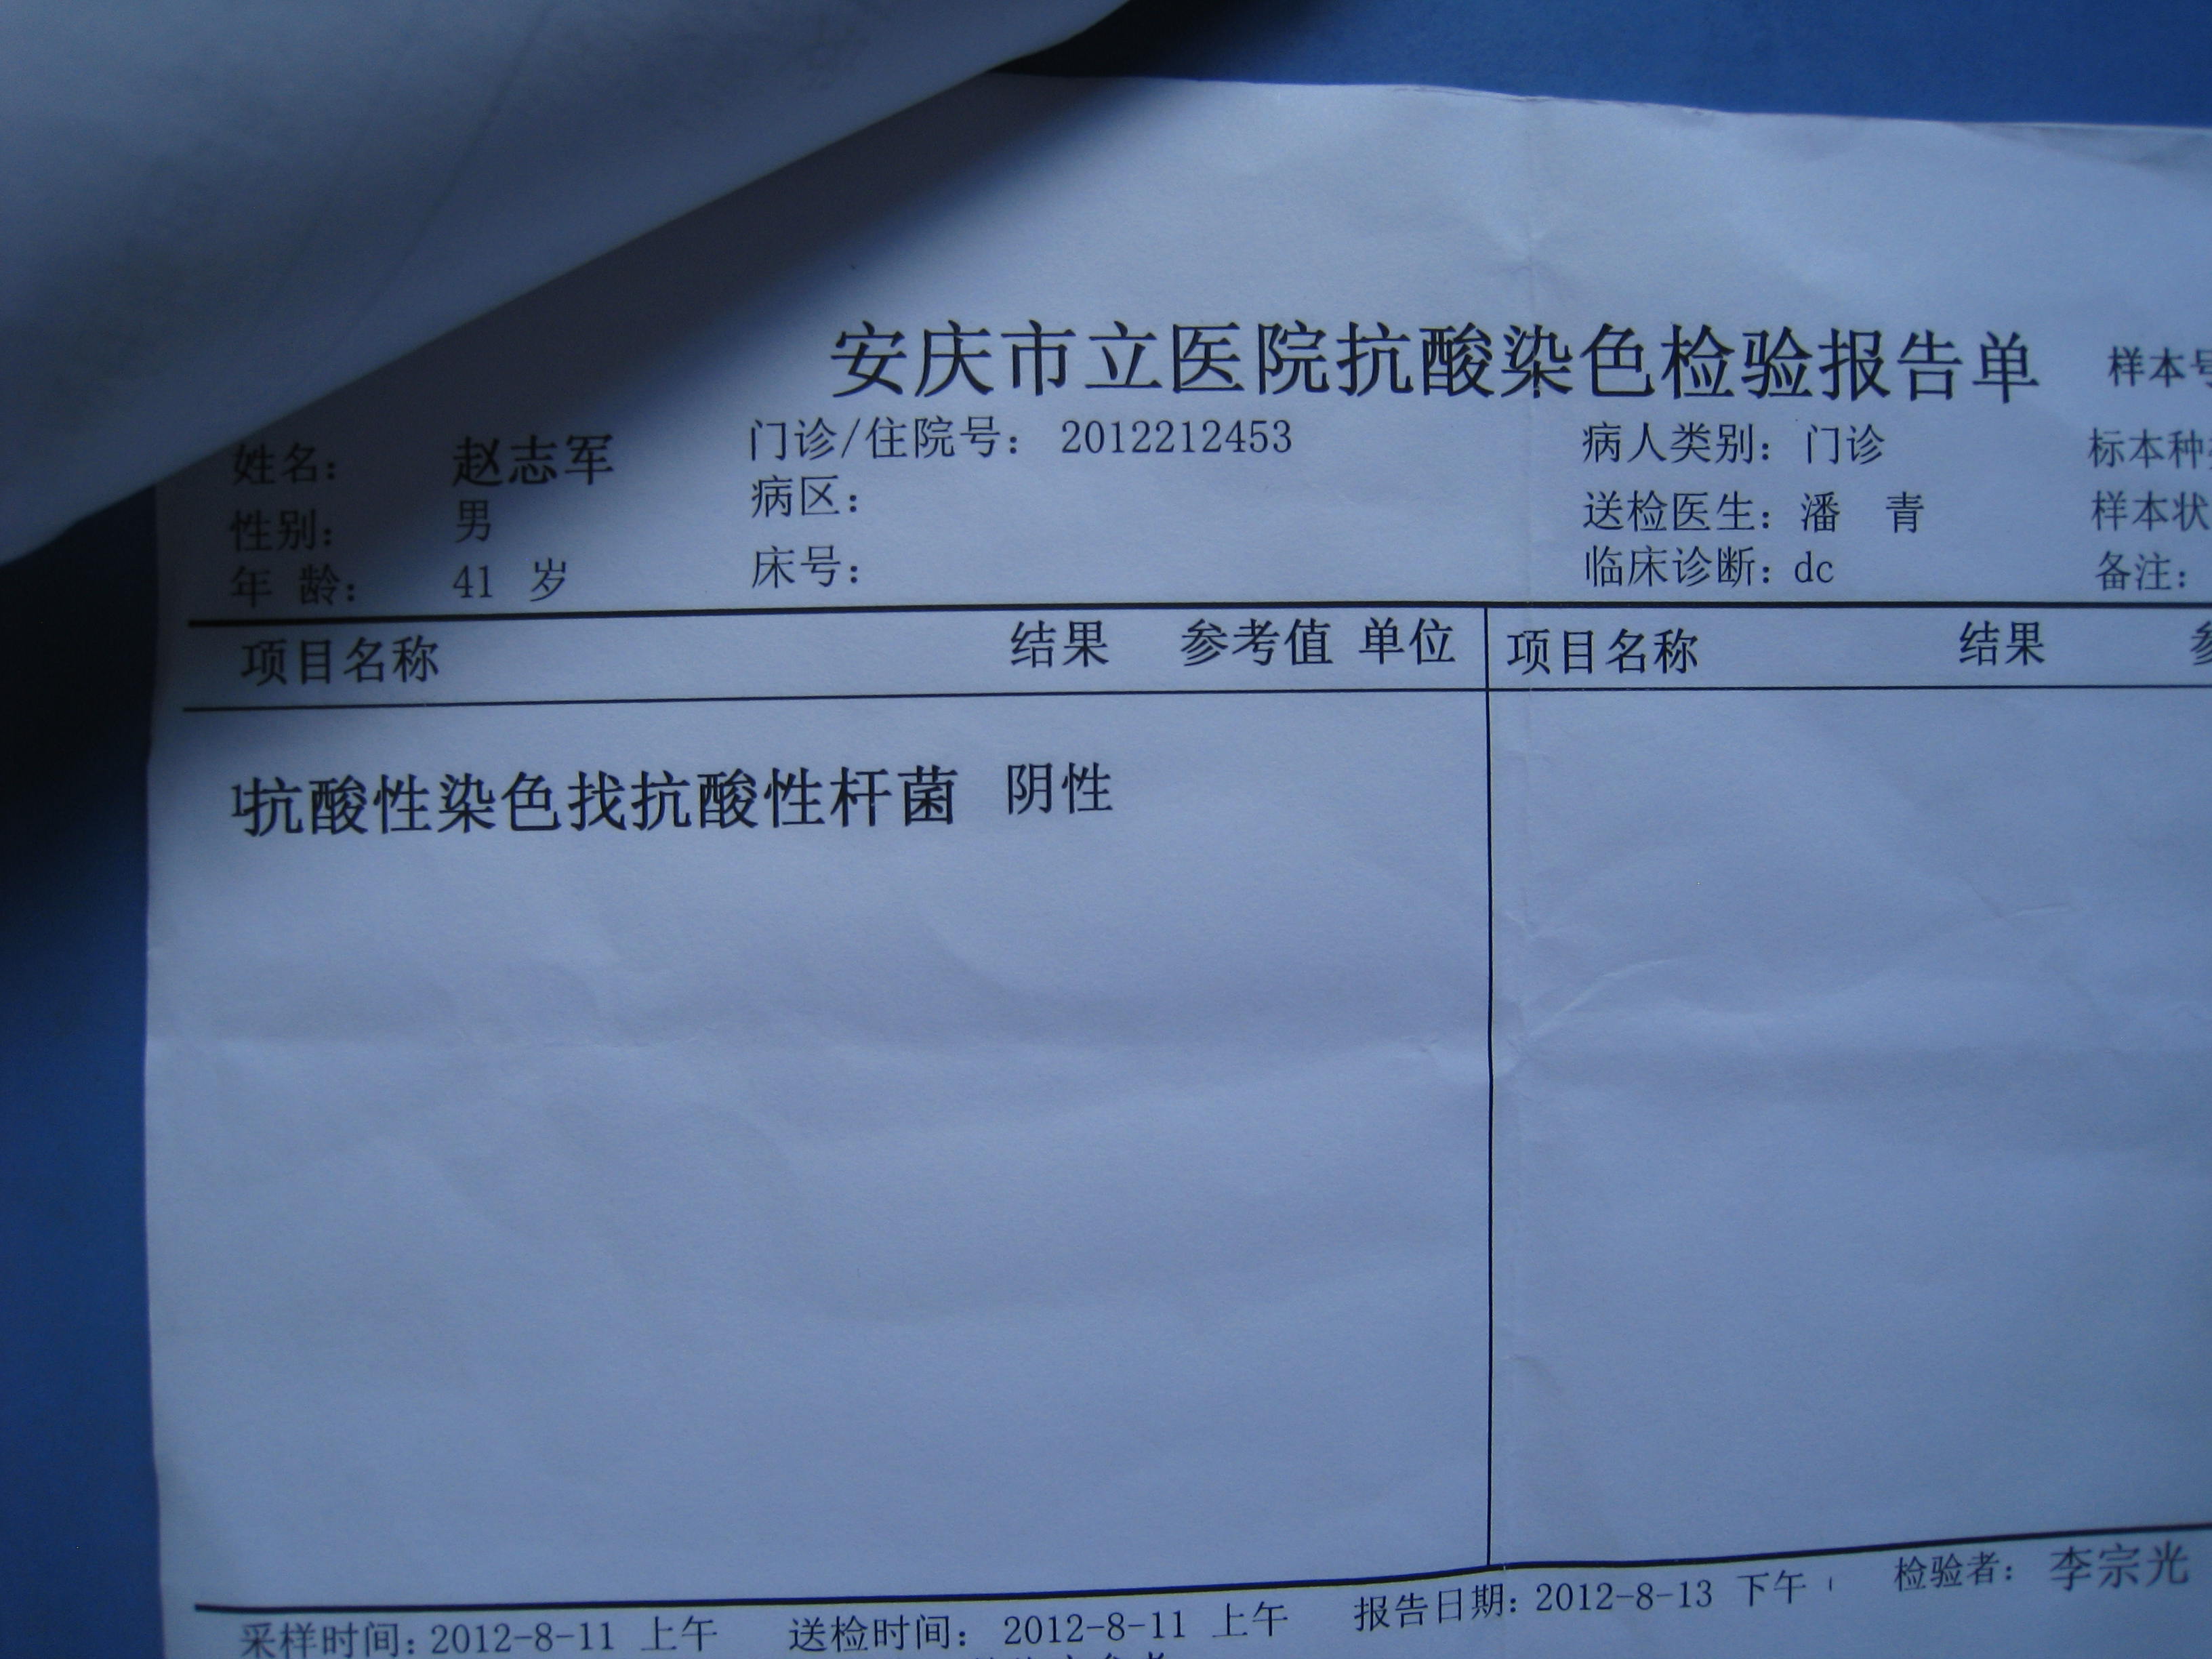 安庆市立医院抗酸染色检验报告单 样本号
姓名： 赵志军 门诊/住院号： 2012212453 病人类别：门诊 标本种
性别： 男 病区： 送检医生：潘 青 样本状
年 龄： 41 岁 床号： 临床诊断：dc 备注：
项目名称 结果 参考值 单位 项目名称 结果
1抗酸性染色找抗酸性杆菌 阴性
采样时间：2012-8-11 上午 送检时间： 2012-8-11 上午 报告日期：2012-8-13 下午 检验者：李宗光